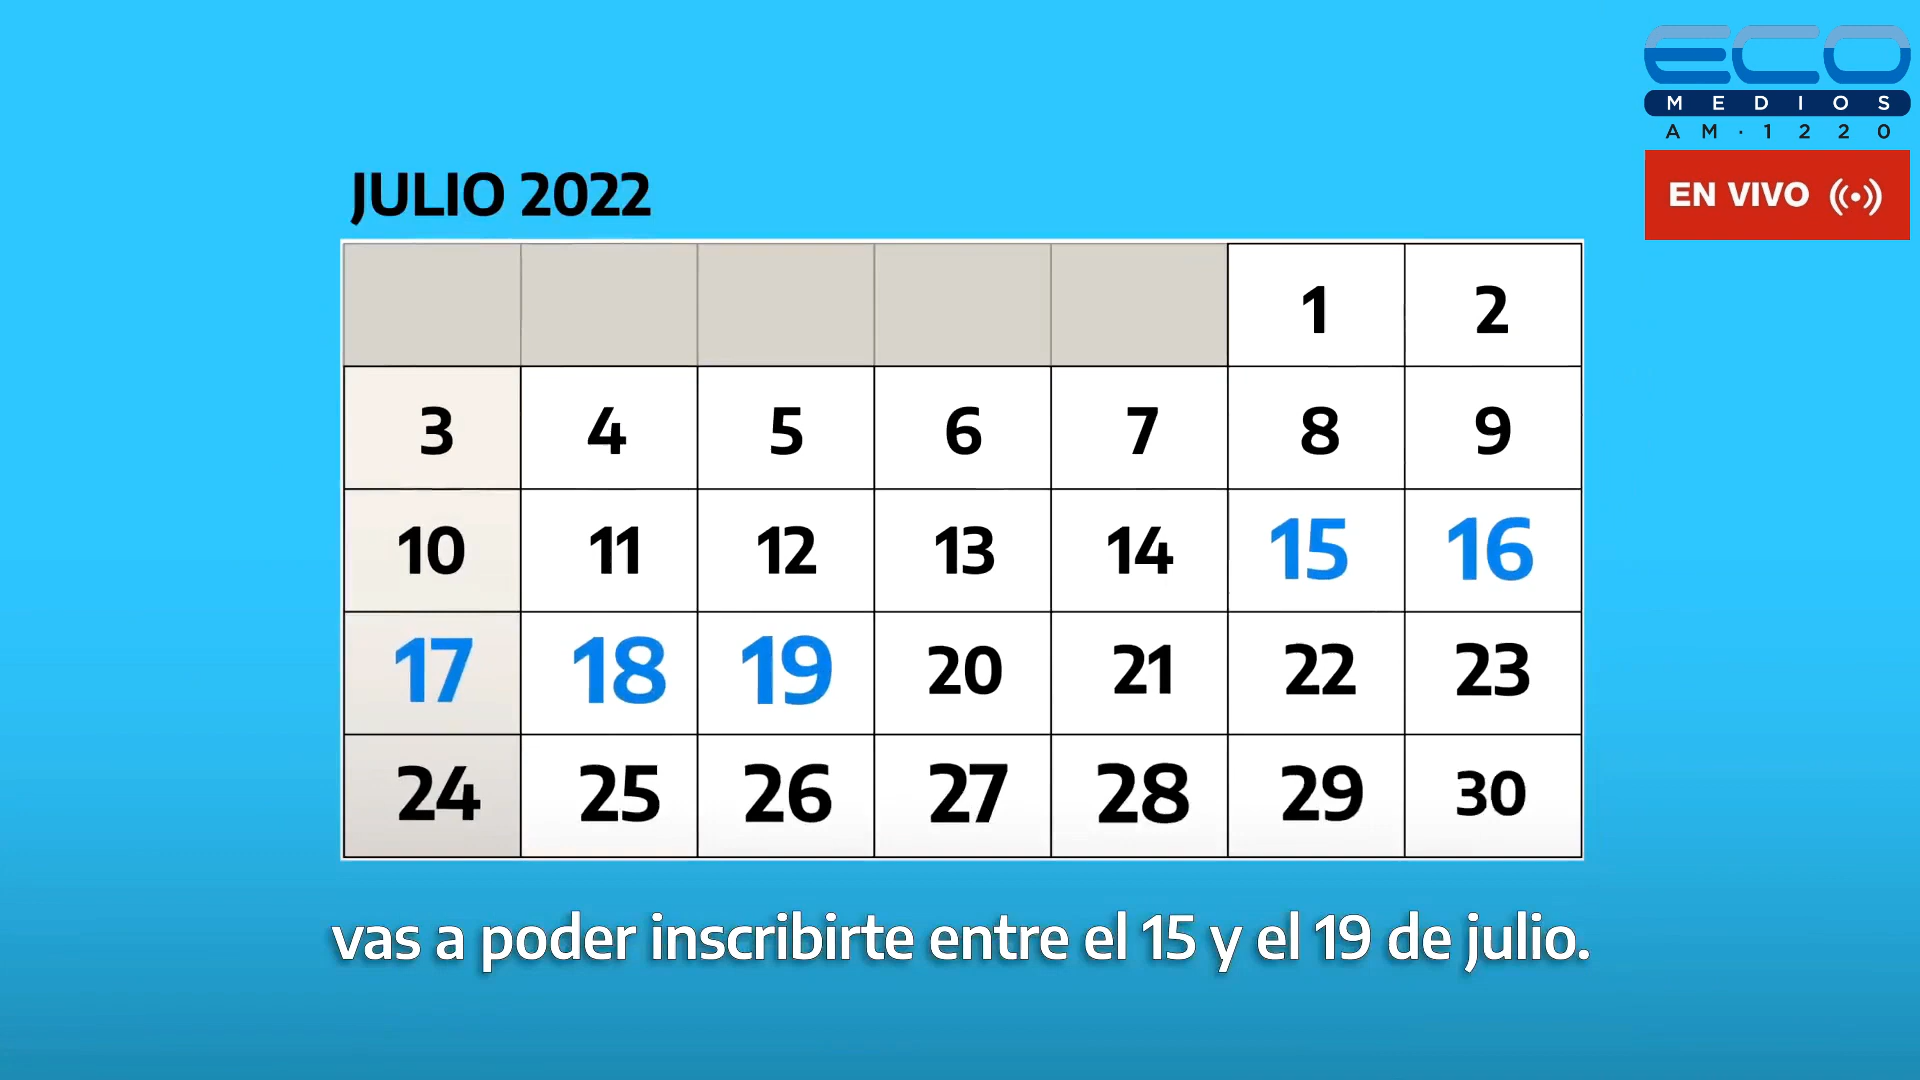 ECO
MEDIOS
AM·1220
EN VIVO
JULIO 2022
1 2
3 4 5 6 7 8 9
10 11 12 13 14 15 16
17 18 19 20 21 22 23
24 25 26 27 28 29 30
vas a poder inscribirte entre el 15 y el 19 de julio.